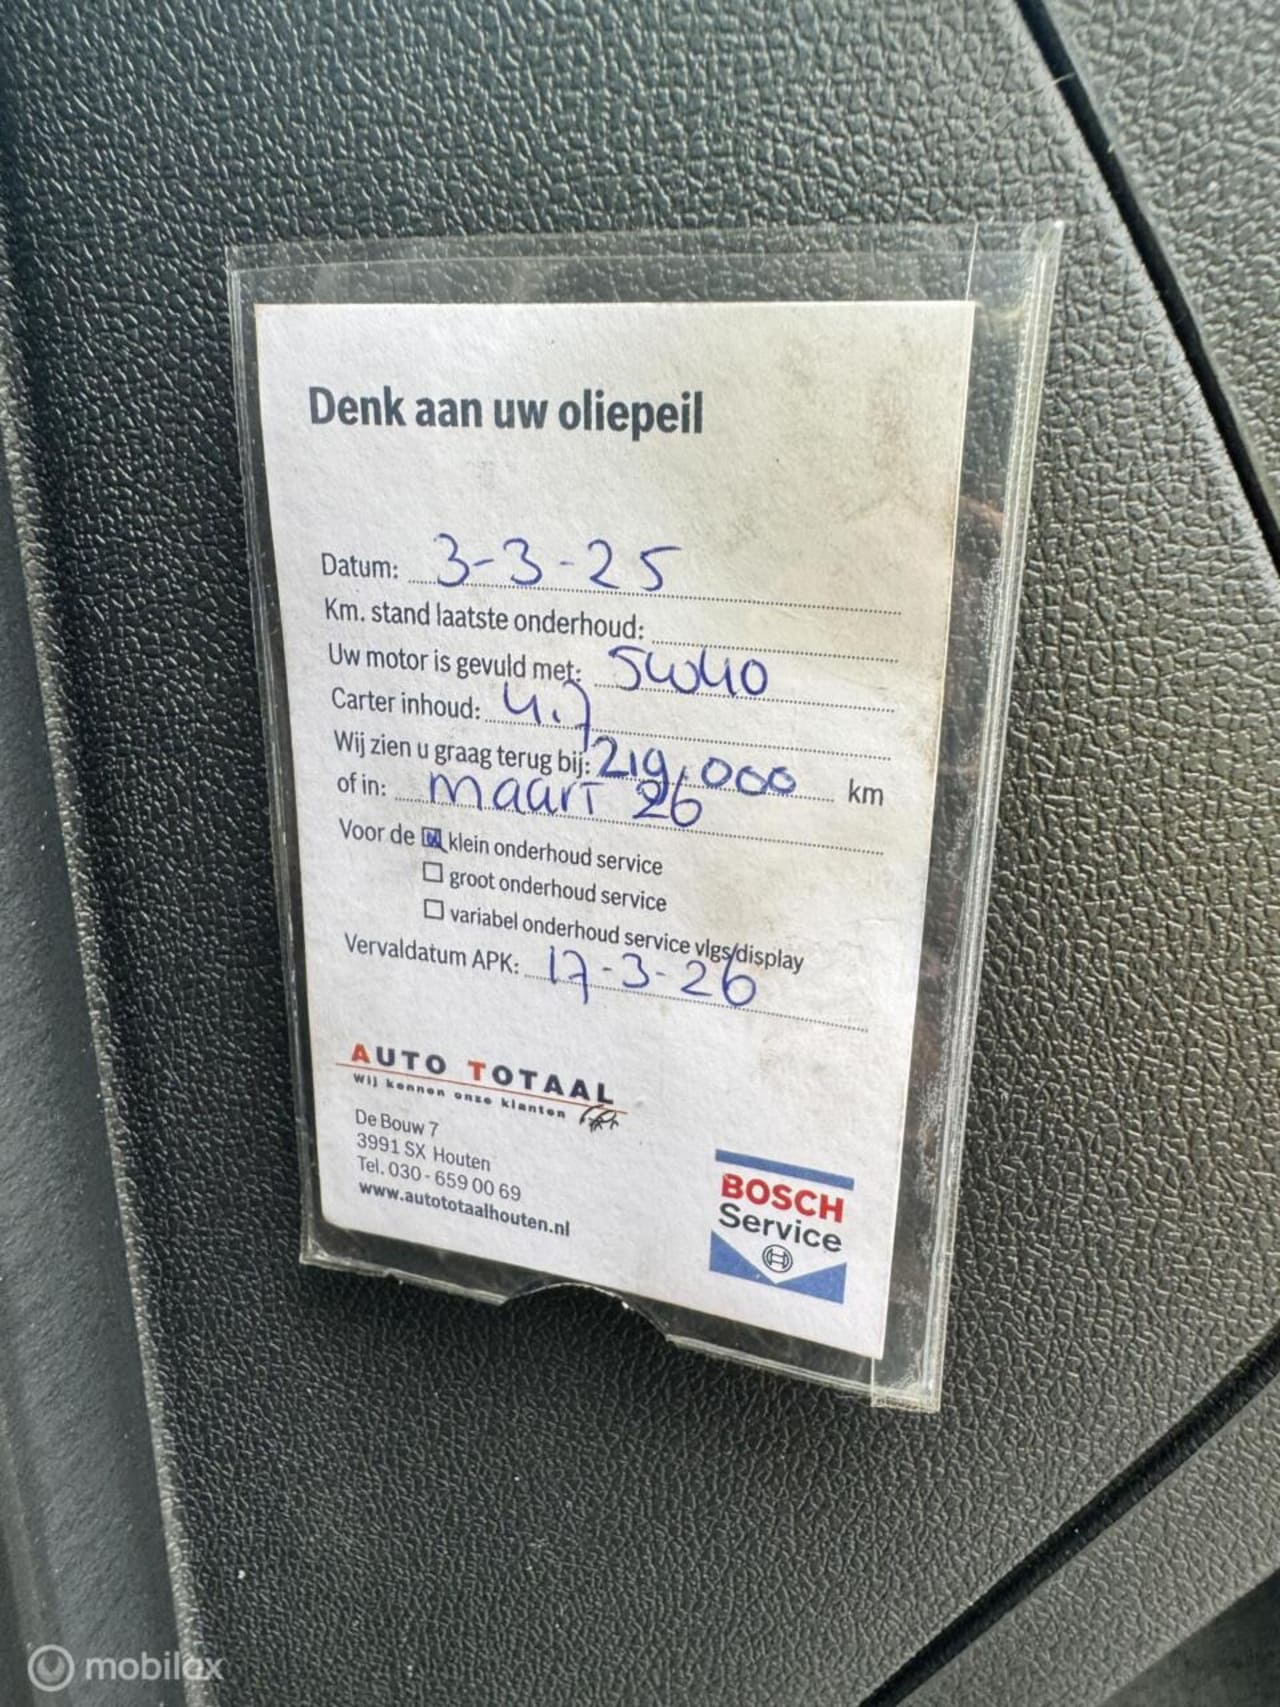 Denk aan uw oliepeil
Datum: 3-3-25
Km. stand laatste onderhoud:
Uw motor is gevuld met: 5W40
Carter inhoud: 4.7
Wij zien u graag terug bij: 219.000 km
of in: maart 26
Voor de klein onderhoud service
groot onderhoud service
variabel onderhoud service vlgs/display
Vervaldatum APK: 17-3-26
AUTO TOTAAL
Wij kennen onze klanten
De Bouw 7
3991 SX Houten
Tel. 030 - 659 00 69
www.autototaalhouten.nl
BOSCH
Service
mobilox